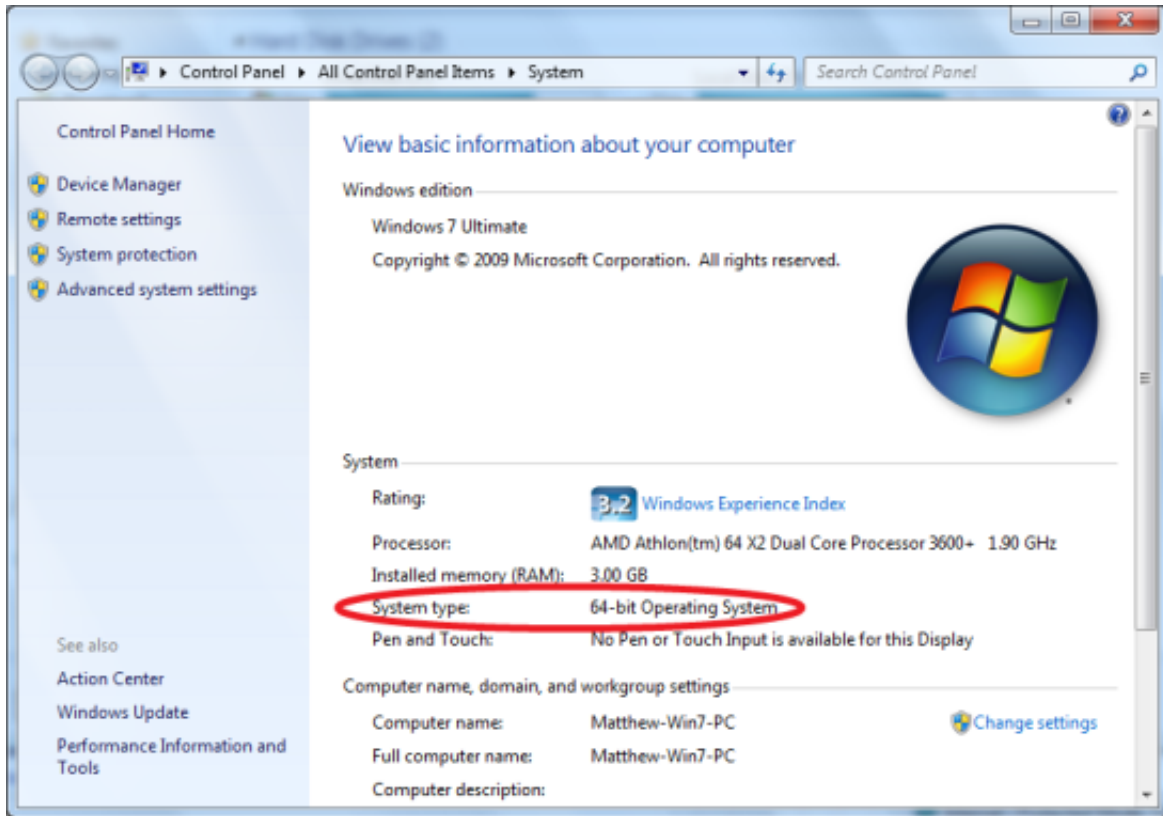 Control Panel ▸ All Control Panel Items ▸ System
Search Control Panel
Control Panel Home
Device Manager
Remote settings
System protection
Advanced system settings
See also
Action Center
Windows Update
Performance Information and
Tools
View basic information about your computer
Windows edition
Windows 7 Ultimate
Copyright © 2009 Microsoft Corporation. All rights reserved.
System
Rating: 3.2 Windows Experience Index
Processor: AMD Athlon(tm) 64 X2 Dual Core Processor 3600+ 1.90 GHz
Installed memory (RAM): 3.00 GB
System type: 64-bit Operating System
Pen and Touch: No Pen or Touch Input is available for this Display
Computer name, domain, and workgroup settings
Computer name: Matthew-Win7-PC Change settings
Full computer name: Matthew-Win7-PC
Computer description: